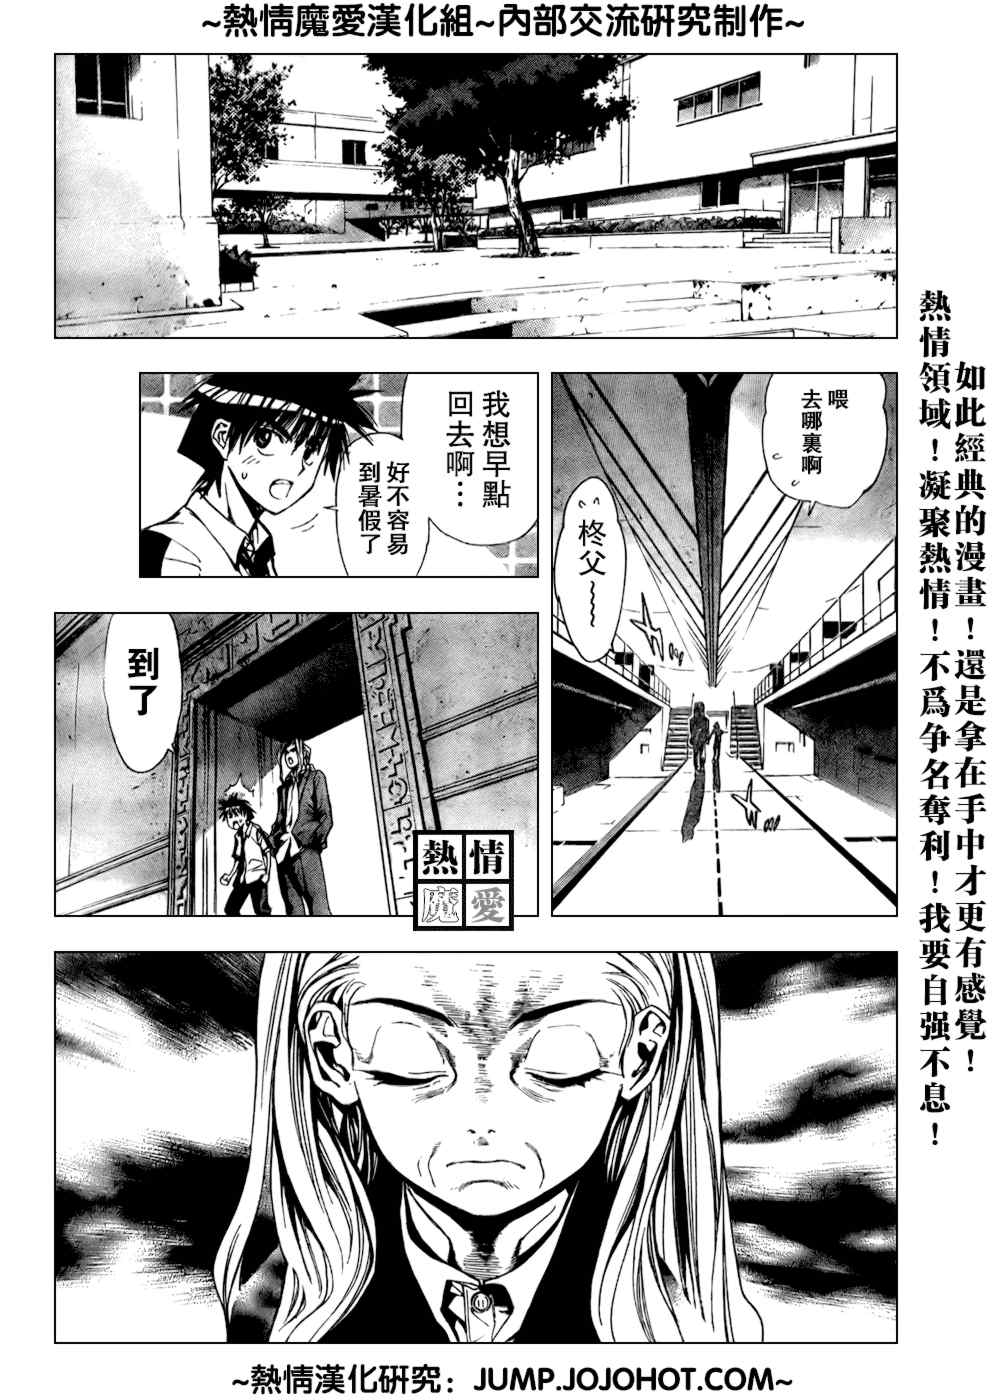 ~熱情魔愛漢化組~內部交流研究制作~
喂
去哪裏啊
柊父~
我想早點
回去啊…
好不容易
到暑假了
到了
熱情
魔愛
如此經典的漫畫！還是拿在手中才更有感覺！
熱情領域！凝聚熱情！不爲争名奪利！我要自强不息！
~熱情漢化研究：JUMP.JOJOHOT.COM~